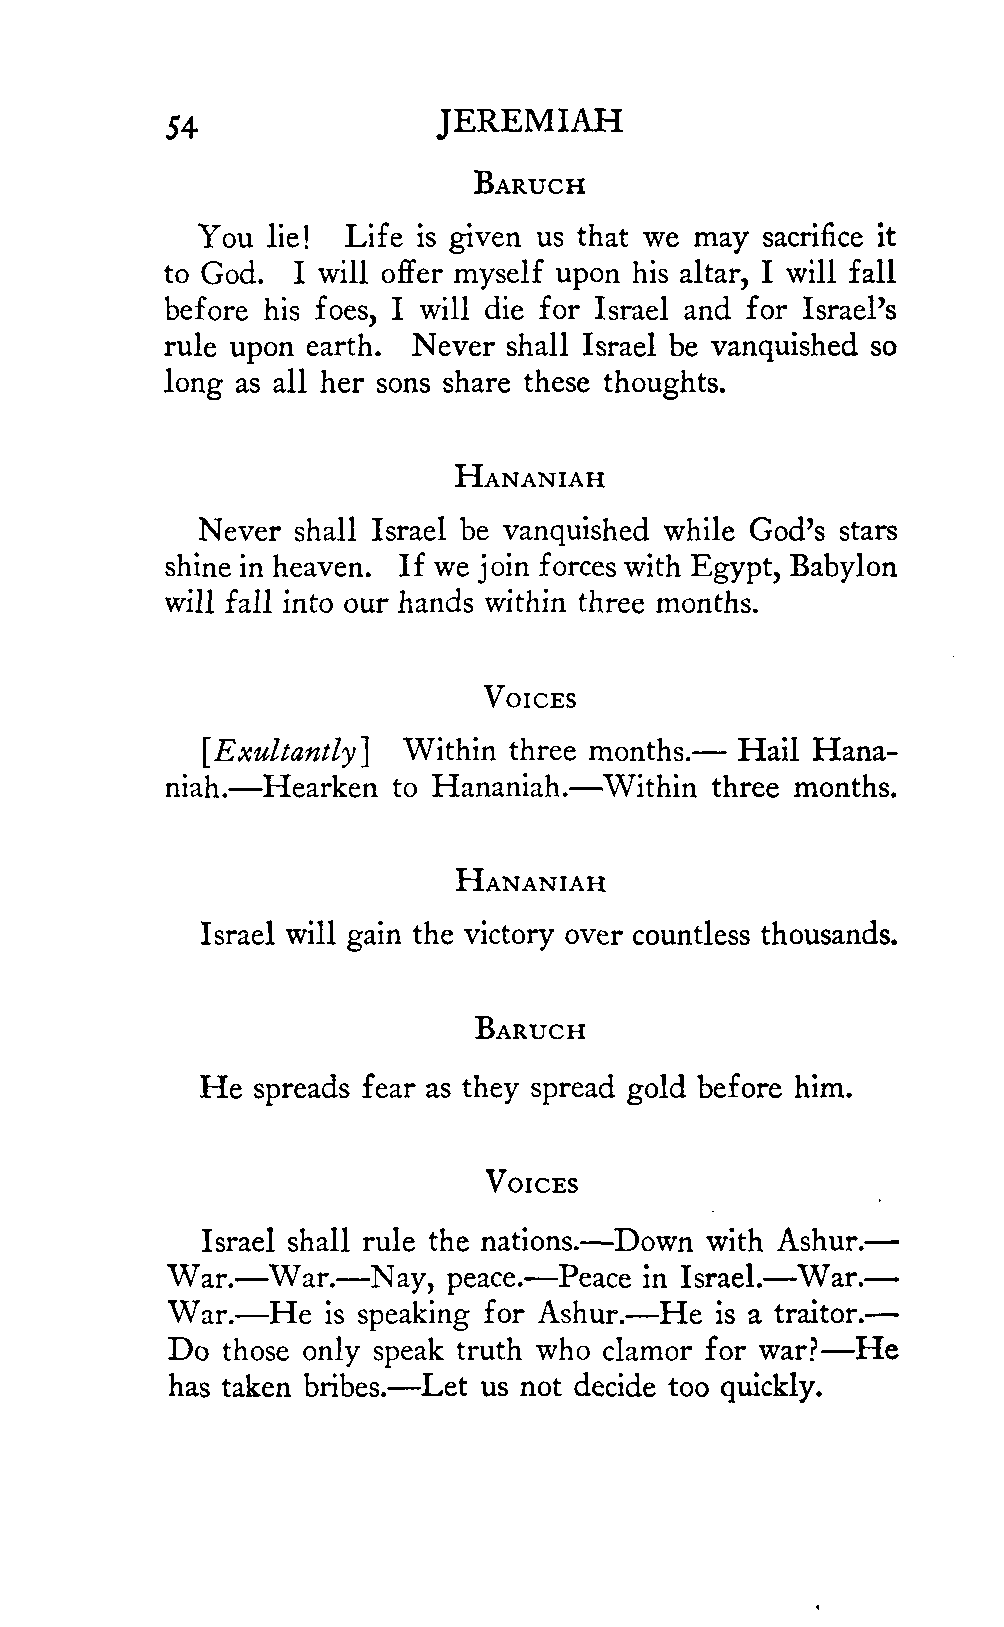 54 JEREMIAH
BARUCH
You lie! Life is given us that we may sacrifice it
to God. I will offer myself upon his altar, I will fall
before his foes, I will die for Israel and for Israel's
rule upon earth. Never shall Israel be vanquished so
long as all her sons share these thoughts.
HANANIAH
Never shall Israel be vanquished while God's stars
shine in heaven. If we join forces with Egypt, Babylon
will fall into our hands within three months.
VOICES
[Exultantly] Within three months.— Hail Hana-
niah.—Hearken to Hananiah.—Within three months.
HANANIAH
Israel will gain the victory over countless thousands.
BARUCH
He spreads fear as they spread gold before him.
VOICES
Israel shall rule the nations.—Down with Ashur.—
War.—War.—Nay, peace.—Peace in Israel.—War.—
War.—He is speaking for Ashur.—He is a traitor.—
Do those only speak truth who clamor for war?—He
has taken bribes.—Let us not decide too quickly.